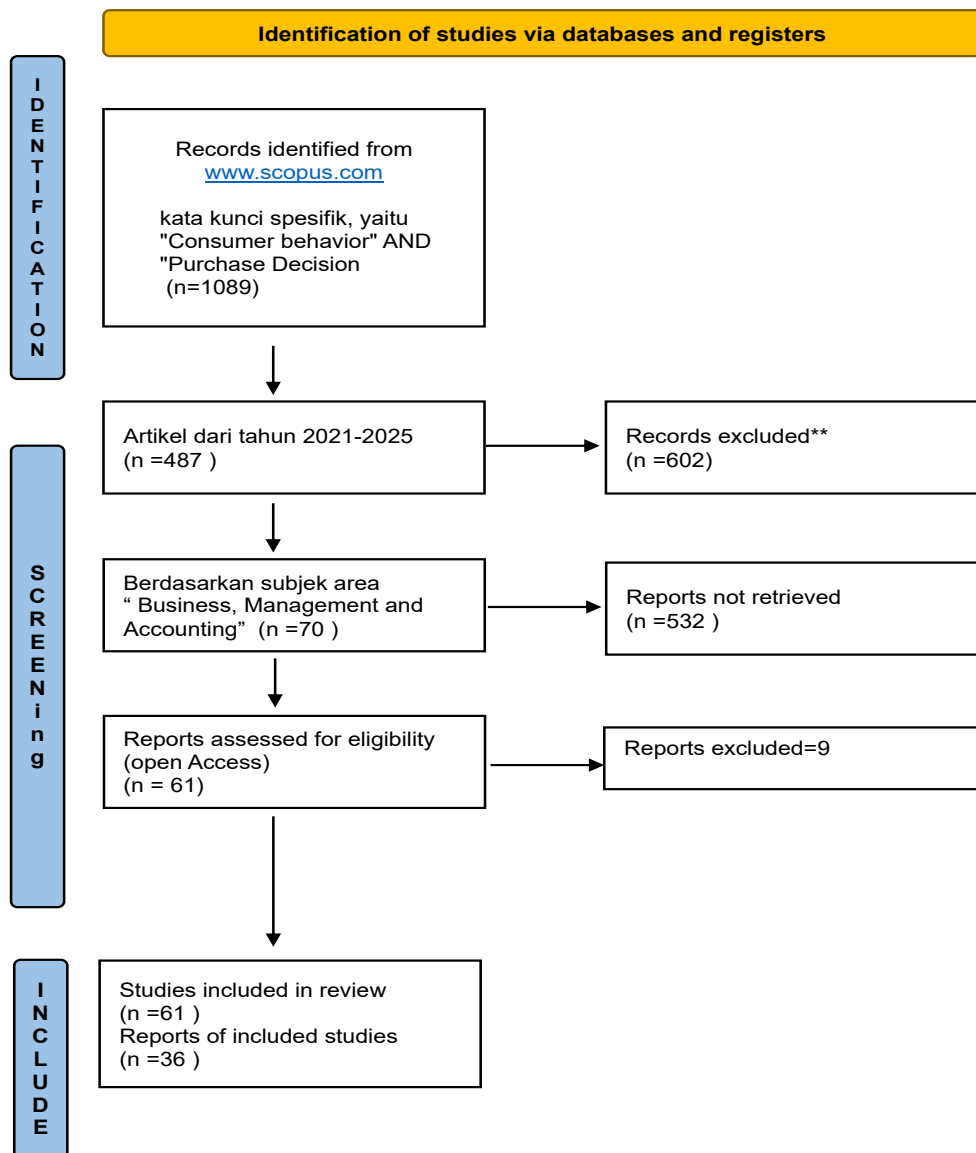 Identification of studies via databases and registers
IDENTIFICATION
Records identified from
www.scopus.com
kata kunci spesifik, yaitu
"Consumer behavior" AND
"Purchase Decision
(n=1089)
SCREENing
Artikel dari tahun 2021-2025
(n =487 )
Records excluded**
(n =602)
Berdasarkan subjek area
“ Business, Management and
Accounting” (n =70 )
Reports not retrieved
(n =532 )
Reports assessed for eligibility
(open Access)
(n = 61)
Reports excluded=9
INCLUDE
Studies included in review
(n =61 )
Reports of included studies
(n =36 )